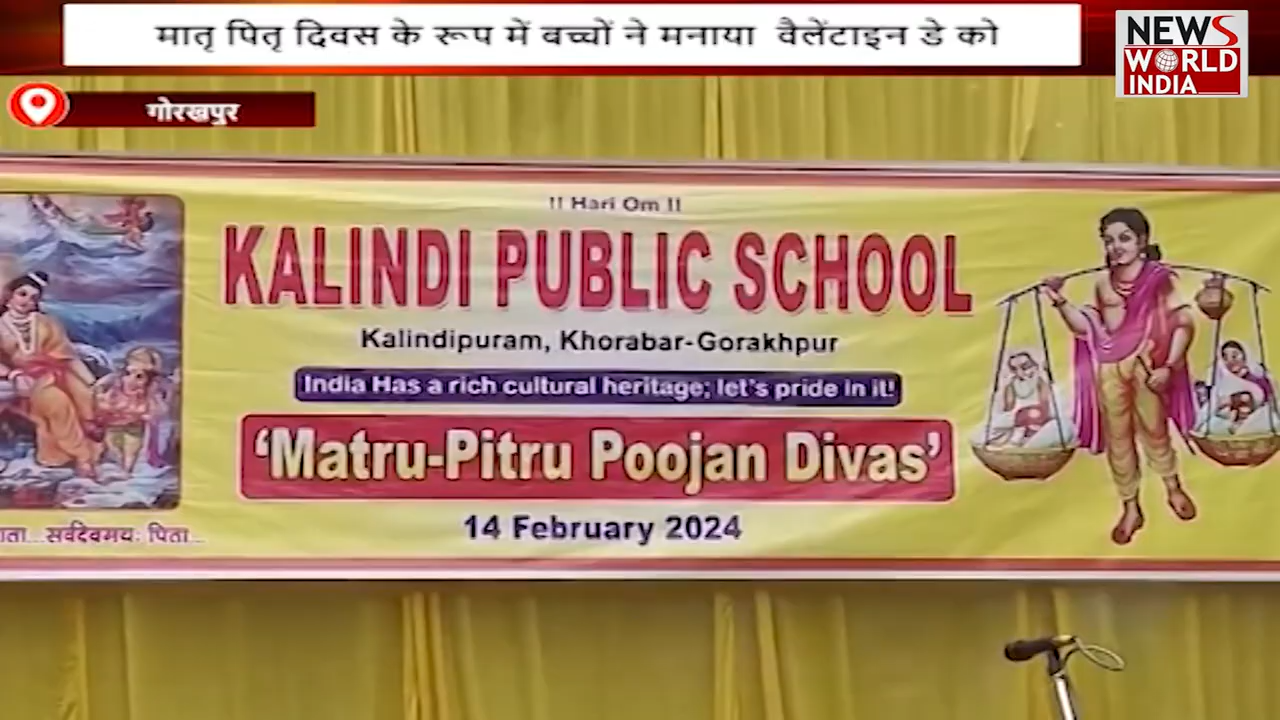 मातृ पितृ दिवस के रूप में बच्चों ने मनाया वैलेंटाइन डे को
NEWS
WORLD
INDIA
गोरखपुर
!! Hari Om !!
KALINDI PUBLIC SCHOOL
Kalindipuram, Khorabar-Gorakhpur
India Has a rich cultural heritage; let's pride in it!
'Matru-Pitru Poojan Divas'
14 February 2024
सर्वदेवमयः पिता...